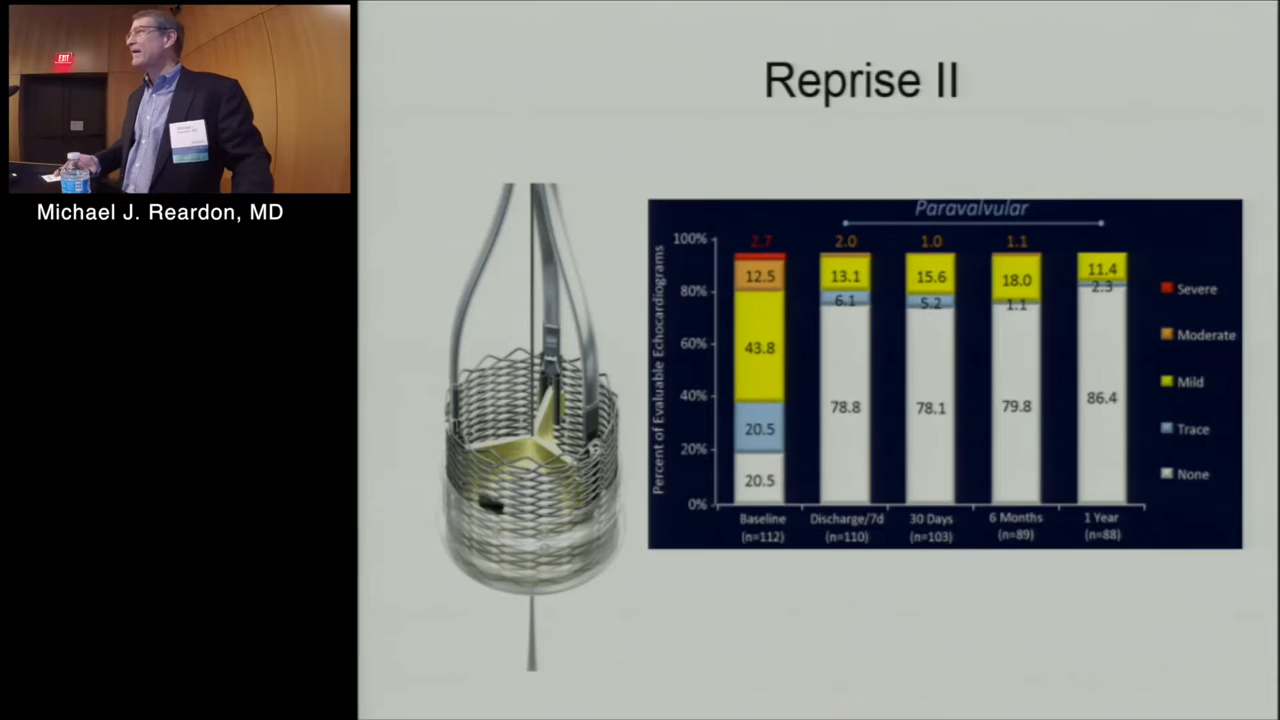 Reprise II
EXIT
Michael J. Reardon, MD
Paravalvular
Percent of Evaluable Echocardiograms
100%
80%
60%
40%
20%
0%
2.7
12.5
43.8
20.5
20.5
2.0
13.1
6.1
78.8
1.0
15.6
5.2
78.1
1.1
18.0
1.1
79.8
11.4
2.3
86.4
Severe
Moderate
Mild
Trace
None
Baseline
(n=112)
Discharge/7d
(n=110)
30 Days
(n=103)
6 Months
(n=89)
1 Year
(n=88)